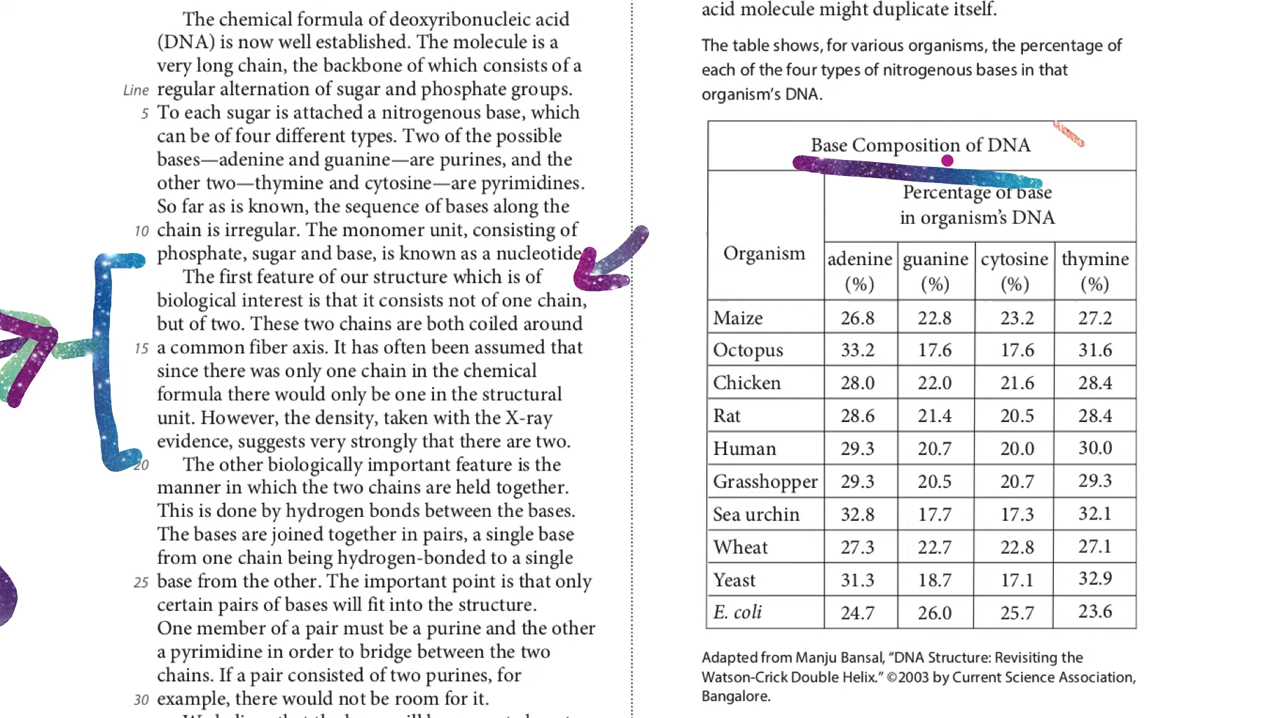 The chemical formula of deoxyribonucleic acid
(DNA) is now well established. The molecule is a
very long chain, the backbone of which consists of a
Line regular alternation of sugar and phosphate groups.
5 To each sugar is attached a nitrogenous base, which
can be of four different types. Two of the possible
bases—adenine and guanine—are purines, and the
other two—thymine and cytosine—are pyrimidines.
So far as is known, the sequence of bases along the
10 chain is irregular. The monomer unit, consisting of
phosphate, sugar and base, is known as a nucleotide
The first feature of our structure which is of
biological interest is that it consists not of one chain,
but of two. These two chains are both coiled around
15 a common fiber axis. It has often been assumed that
since there was only one chain in the chemical
formula there would only be one in the structural
unit. However, the density, taken with the X-ray
evidence, suggests very strongly that there are two.
20 The other biologically important feature is the
manner in which the two chains are held together.
This is done by hydrogen bonds between the bases.
The bases are joined together in pairs, a single base
from one chain being hydrogen-bonded to a single
25 base from the other. The important point is that only
certain pairs of bases will fit into the structure.
One member of a pair must be a purine and the other
a pyrimidine in order to bridge between the two
chains. If a pair consisted of two purines, for
30 example, there would not be room for it.
acid molecule might duplicate itself.
The table shows, for various organisms, the percentage of
each of the four types of nitrogenous bases in that
organism's DNA.
Base Composition of DNA
Percentage of base
in organism's DNA
Organism adenine guanine cytosine thymine
(%) (%) (%) (%)
Maize 26.8 22.8 23.2 27.2
Octopus 33.2 17.6 17.6 31.6
Chicken 28.0 22.0 21.6 28.4
Rat 28.6 21.4 20.5 28.4
Human 29.3 20.7 20.0 30.0
Grasshopper 29.3 20.5 20.7 29.3
Sea urchin 32.8 17.7 17.3 32.1
Wheat 27.3 22.7 22.8 27.1
Yeast 31.3 18.7 17.1 32.9
E. coli 24.7 26.0 25.7 23.6
Adapted from Manju Bansal, “DNA Structure: Revisiting the
Watson-Crick Double Helix.” ©2003 by Current Science Association,
Bangalore.